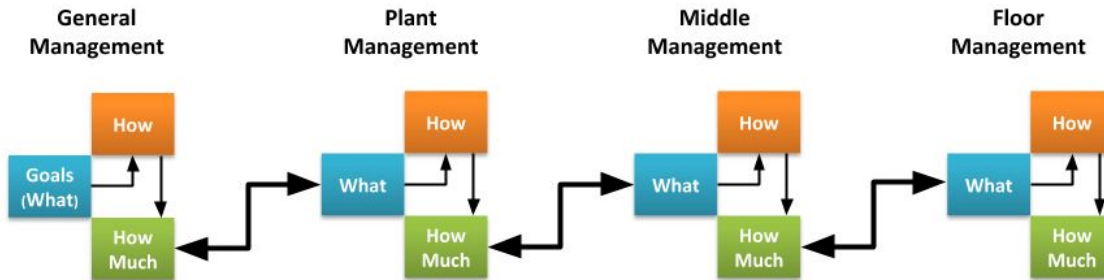 General
Management
Plant
Management
Middle
Management
Floor
Management
How
Goals
(What)
How
Much
How
What
How
Much
How
What
How
Much
How
What
How
Much